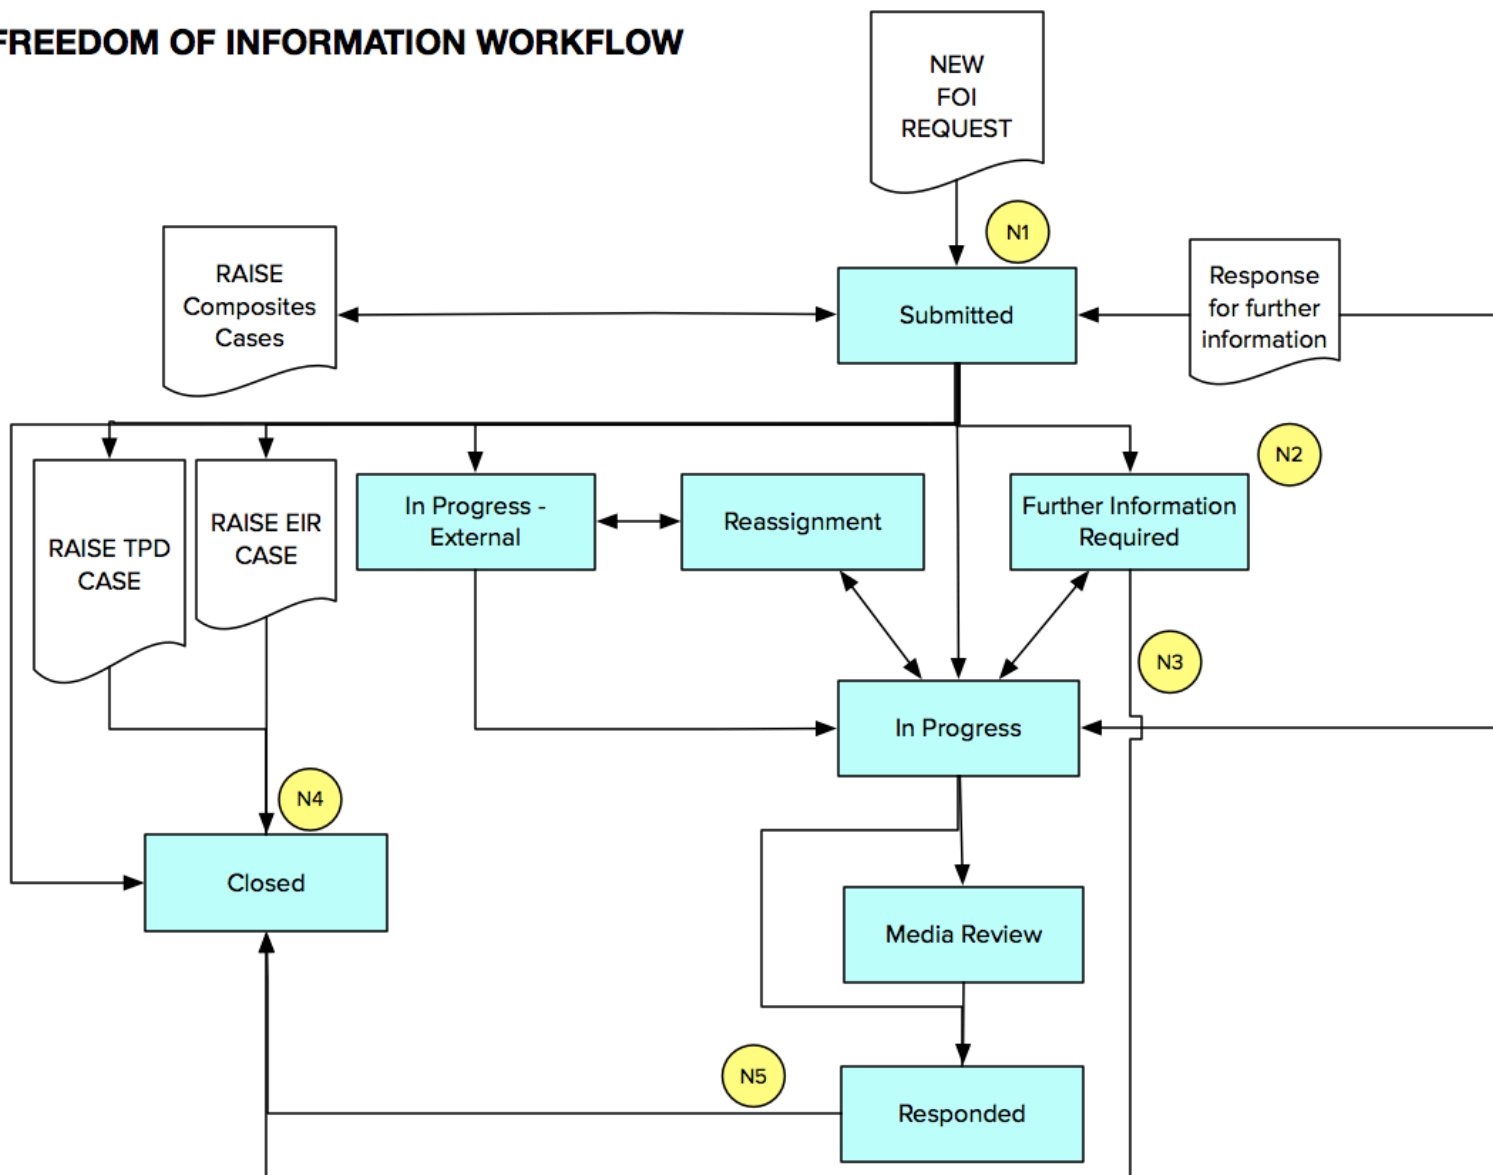 FREEDOM OF INFORMATION WORKFLOW
NEW
FOI
REQUEST
N1
RAISE
Composites
Cases
Submitted
Response
for further
information
N2
RAISE TPD
CASE
RAISE EIR
CASE
In Progress -
External
Reassignment
Further Information
Required
N3
In Progress
N4
Closed
Media Review
N5
Responded